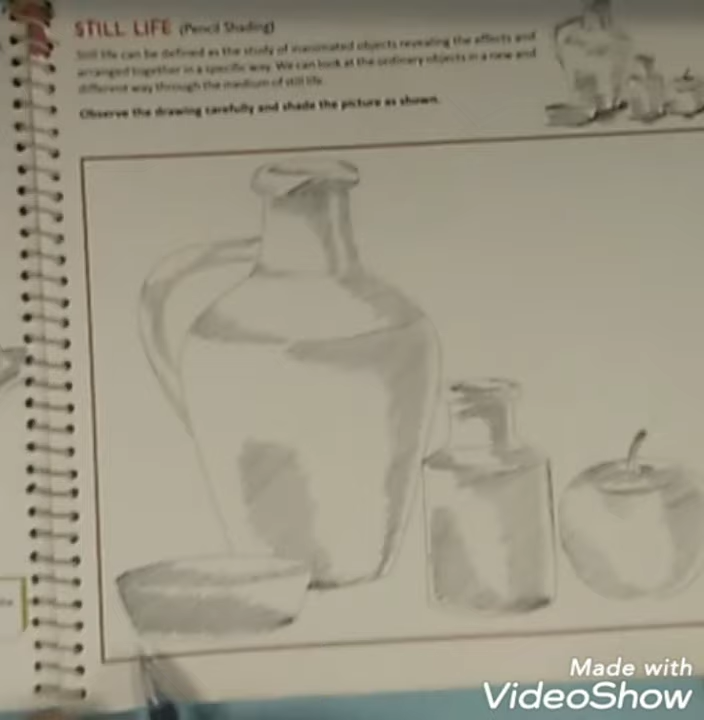 STILL LIFE (Pencil Shading)
Still life can be defined as the study of inanimated objects revealing the affects and
arranged together in a specific way. We can look at the ordinary objects in a new and
different way through the medium of still life.
Observe the drawing carefully and shade the picture as shown.
Made with
VideoShow